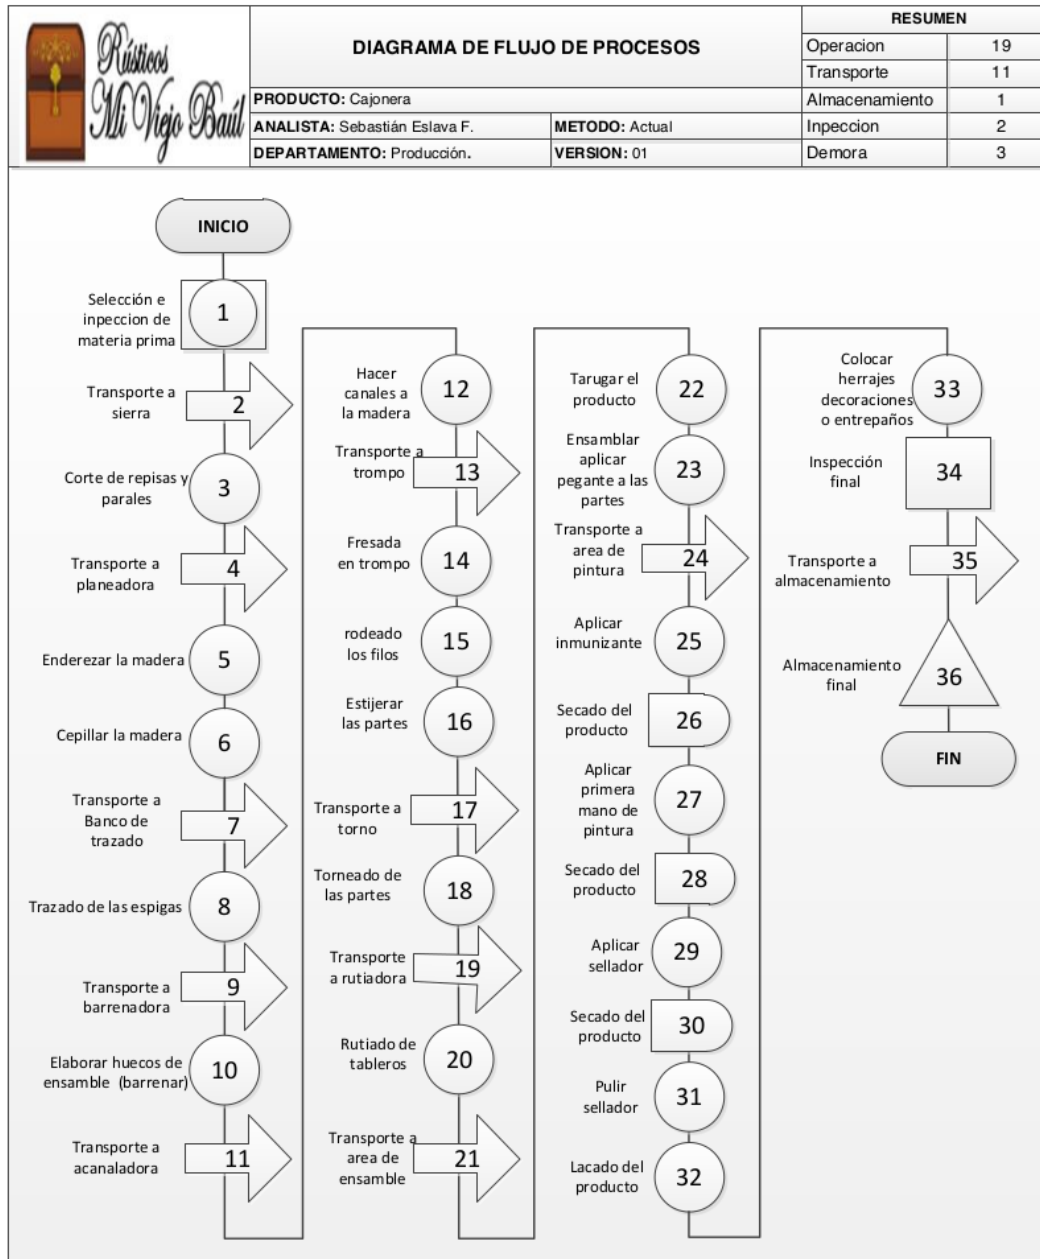 Rústicos
Mi Viejo Baúl
DIAGRAMA DE FLUJO DE PROCESOS
PRODUCTO: Cajonera
ANALISTA: Sebastián Eslava F.
METODO: Actual
DEPARTAMENTO: Producción.
VERSION: 01
RESUMEN
Operacion 19
Transporte 11
Almacenamiento 1
Inpeccion 2
Demora 3
INICIO
Selección e
inpeccion de
materia prima
1
Transporte a
sierra
2
Corte de repisas y
parales
3
Transporte a
planeadora
4
Enderezar la madera
5
Cepillar la madera
6
Transporte a
Banco de
trazado
7
Trazado de las espigas
8
Transporte a
barrenadora
9
Elaborar huecos de
ensamble (barrenar)
10
Transporte a
acanaladora
11
Hacer
canales a
la madera
12
Transporte a
trompo
13
Fresada
en trompo
14
rodeado
los filos
15
Estijerar
las partes
16
Transporte a
torno
17
Torneado de
las partes
18
Transporte
a rutiadora
19
Rutiado de
tableros
20
Transporte a
area de
ensamble
21
Tarugar el
producto
22
Ensamblar
aplicar
pegante a las
partes
23
Transporte a
area de
pintura
24
Aplicar
inmunizante
25
Secado del
producto
26
Aplicar
primera
mano de
pintura
27
Secado del
producto
28
Aplicar
sellador
29
Secado del
producto
30
Pulir
sellador
31
Lacado del
producto
32
Colocar
herrajes
decoraciones
o entrepaños
33
Inspección
final
34
Transporte a
almacenamiento
35
Almacenamiento
final
36
FIN